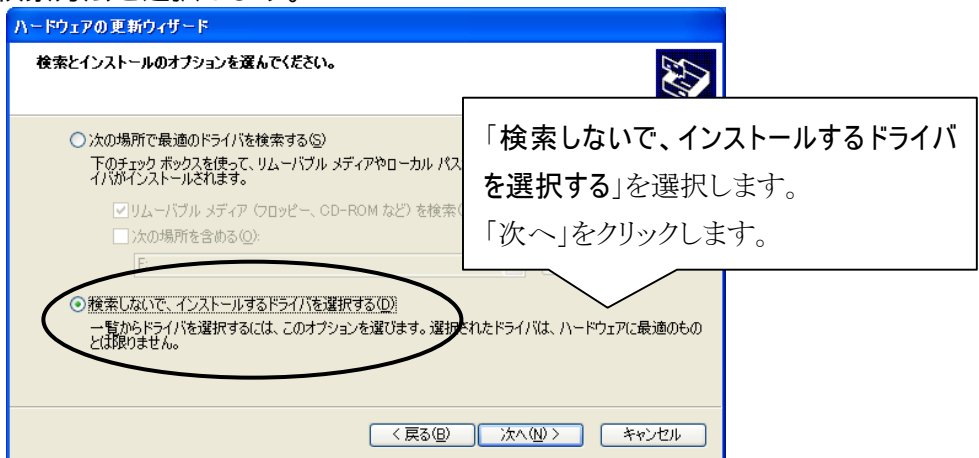 ハードウェアの更新ウィザード
検索とインストールのオプションを選んでください。
次の場所で最適のドライバを検索する(S)
下のチェック ボックスを使って、リムーバブル メディアやローカル パス
イバがインストールされます。
リムーバブル メディア (フロッピー、CD-ROM など) を検索(
次の場所を含める(O):
「検索しないで、インストールするドライバ
を選択する」を選択します。
「次へ」をクリックします。
検索しないで、インストールするドライバを選択する(D)
一覧からドライバを選択するには、このオプションを選びます。選択されたドライバは、ハードウェアに最適のもの
とは限りません。
< 戻る(B)
次へ(N) >
キャンセル